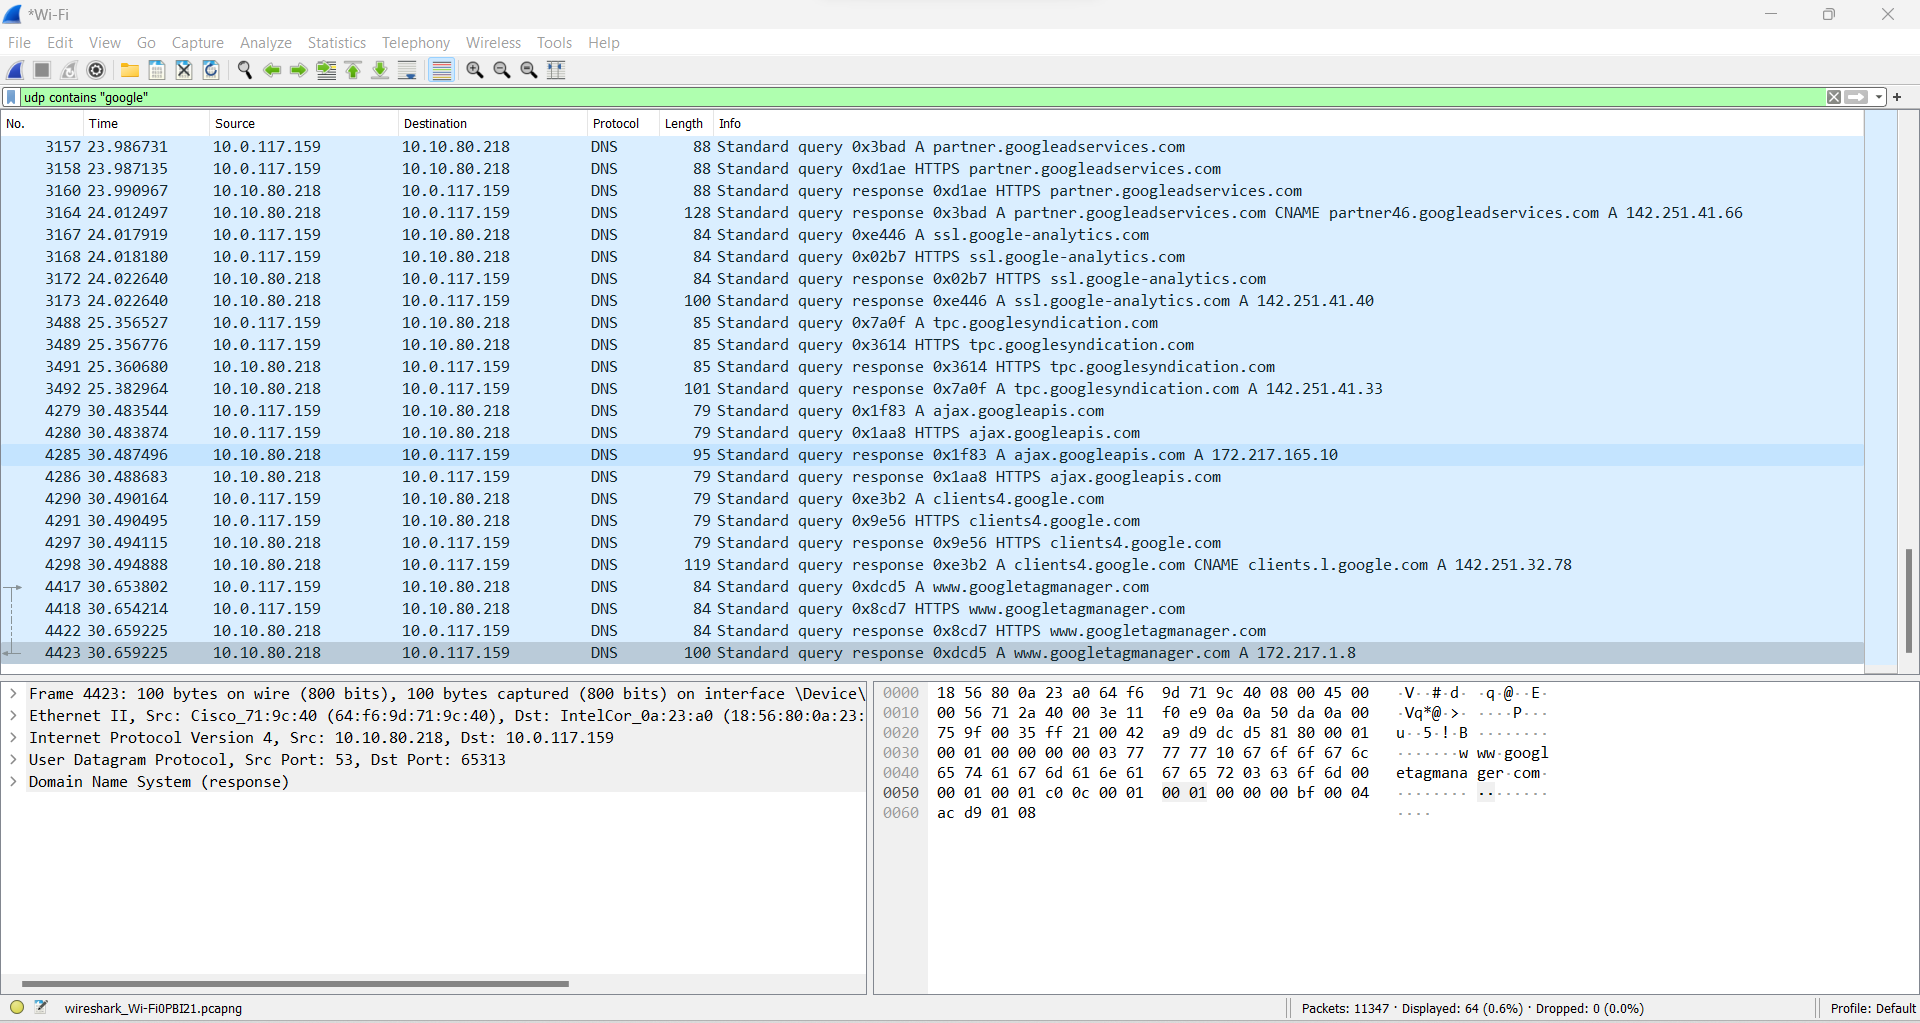 *Wi-Fi
File Edit View Go Capture Analyze Statistics Telephony Wireless Tools Help
udp contains "google"
No. Time Source Destination Protocol Length Info
3157 23.986731 10.0.117.159 10.10.80.218 DNS 88 Standard query 0x3bad A partner.googleadservices.com
3158 23.987135 10.0.117.159 10.10.80.218 DNS 88 Standard query 0xd1ae HTTPS partner.googleadservices.com
3160 23.990967 10.10.80.218 10.0.117.159 DNS 88 Standard query response 0xd1ae HTTPS partner.googleadservices.com
3164 24.012497 10.10.80.218 10.0.117.159 DNS 128 Standard query response 0x3bad A partner.googleadservices.com CNAME partner46.googleadservices.com A 142.251.41.66
3167 24.017919 10.0.117.159 10.10.80.218 DNS 84 Standard query 0xe446 A ssl.google-analytics.com
3168 24.018180 10.0.117.159 10.10.80.218 DNS 84 Standard query 0x02b7 HTTPS ssl.google-analytics.com
3172 24.022640 10.10.80.218 10.0.117.159 DNS 84 Standard query response 0x02b7 HTTPS ssl.google-analytics.com
3173 24.022640 10.10.80.218 10.0.117.159 DNS 100 Standard query response 0xe446 A ssl.google-analytics.com A 142.251.41.40
3488 25.356527 10.0.117.159 10.10.80.218 DNS 85 Standard query 0x7a0f A tpc.googlesyndication.com
3489 25.356776 10.0.117.159 10.10.80.218 DNS 85 Standard query 0x3614 HTTPS tpc.googlesyndication.com
3491 25.360680 10.10.80.218 10.0.117.159 DNS 85 Standard query response 0x3614 HTTPS tpc.googlesyndication.com
3492 25.382964 10.10.80.218 10.0.117.159 DNS 101 Standard query response 0x7a0f A tpc.googlesyndication.com A 142.251.41.33
4279 30.483544 10.0.117.159 10.10.80.218 DNS 79 Standard query 0x1f83 A ajax.googleapis.com
4280 30.483874 10.0.117.159 10.10.80.218 DNS 79 Standard query 0x1aa8 HTTPS ajax.googleapis.com
4285 30.487496 10.10.80.218 10.0.117.159 DNS 95 Standard query response 0x1f83 A ajax.googleapis.com A 172.217.165.10
4286 30.488683 10.10.80.218 10.0.117.159 DNS 79 Standard query response 0x1aa8 HTTPS ajax.googleapis.com
4290 30.490164 10.0.117.159 10.10.80.218 DNS 79 Standard query 0xe3b2 A clients4.google.com
4291 30.490495 10.0.117.159 10.10.80.218 DNS 79 Standard query 0x9e56 HTTPS clients4.google.com
4297 30.494115 10.10.80.218 10.0.117.159 DNS 79 Standard query response 0x9e56 HTTPS clients4.google.com
4298 30.494888 10.10.80.218 10.0.117.159 DNS 119 Standard query response 0xe3b2 A clients4.google.com CNAME clients.l.google.com A 142.251.32.78
4417 30.653802 10.0.117.159 10.10.80.218 DNS 84 Standard query 0xdcd5 A www.googletagmanager.com
4418 30.654214 10.0.117.159 10.10.80.218 DNS 84 Standard query 0x8cd7 HTTPS www.googletagmanager.com
4422 30.659225 10.10.80.218 10.0.117.159 DNS 84 Standard query response 0x8cd7 HTTPS www.googletagmanager.com
4423 30.659225 10.10.80.218 10.0.117.159 DNS 100 Standard query response 0xdcd5 A www.googletagmanager.com A 172.217.1.8
Frame 4423: 100 bytes on wire (800 bits), 100 bytes captured (800 bits) on interface \Device\
Ethernet II, Src: Cisco_71:9c:40 (64:f6:9d:71:9c:40), Dst: IntelCor_0a:23:a0 (18:56:80:0a:23:
Internet Protocol Version 4, Src: 10.10.80.218, Dst: 10.0.117.159
User Datagram Protocol, Src Port: 53, Dst Port: 65313
Domain Name System (response)
0000 18 56 80 0a 23 a0 64 f6 9d 71 9c 40 08 00 45 00 ·V··#·d· ·q·@··E·
0010 00 56 71 2a 40 00 3e 11 f0 e9 0a 0a 50 da 0a 00 ·Vq*@·>· ····P···
0020 75 9f 00 35 ff 21 00 42 a9 d9 dc d5 81 80 00 01 u··5·!·B ········
0030 00 01 00 00 00 00 03 77 77 77 10 67 6f 6f 67 6c ·······w ww·googl
0040 65 74 61 67 6d 61 6e 61 67 65 72 03 63 6f 6d 00 etagmana ger·com·
0050 00 01 00 01 c0 0c 00 01 00 01 00 00 00 bf 00 04 ········ ········
0060 ac d9 01 08 ····
wireshark_Wi-Fi0PBI21.pcapng Packets: 11347 · Displayed: 64 (0.6%) · Dropped: 0 (0.0%) Profile: Default